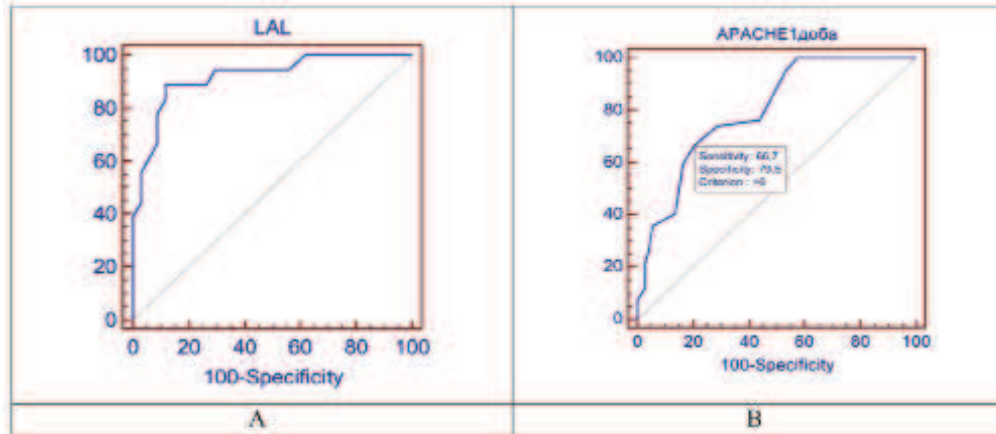 LAL
100
80
60
40
20
0
0 20 40 60 80 100
100-Specificity
A
APACHE1доба
100
80
60
40
20
0
Sensitivity: 66,7
Specificity: 79,5
Criterion :
0 20 40 60 80 100
100-Specificity
B